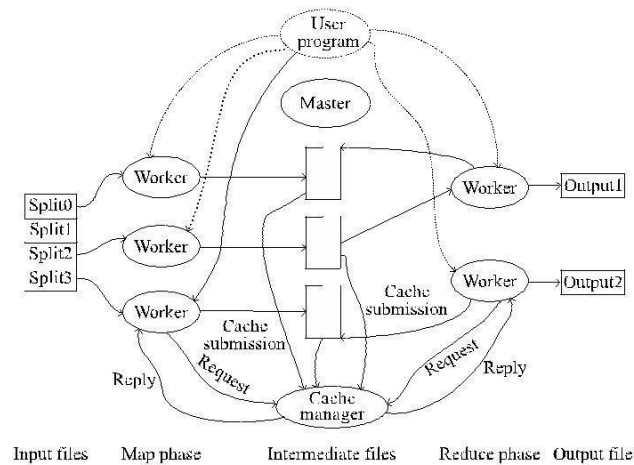 User
program
Master
Worker
Split0
Split1
Split2
Split3
Worker
Worker
Worker
Output1
Worker
Output2
Cache
submission
Cache
submission
Request
Reply
Request
Reply
Cache
manager
Input files
Map phase
Intermediate files
Reduce phase
Output file